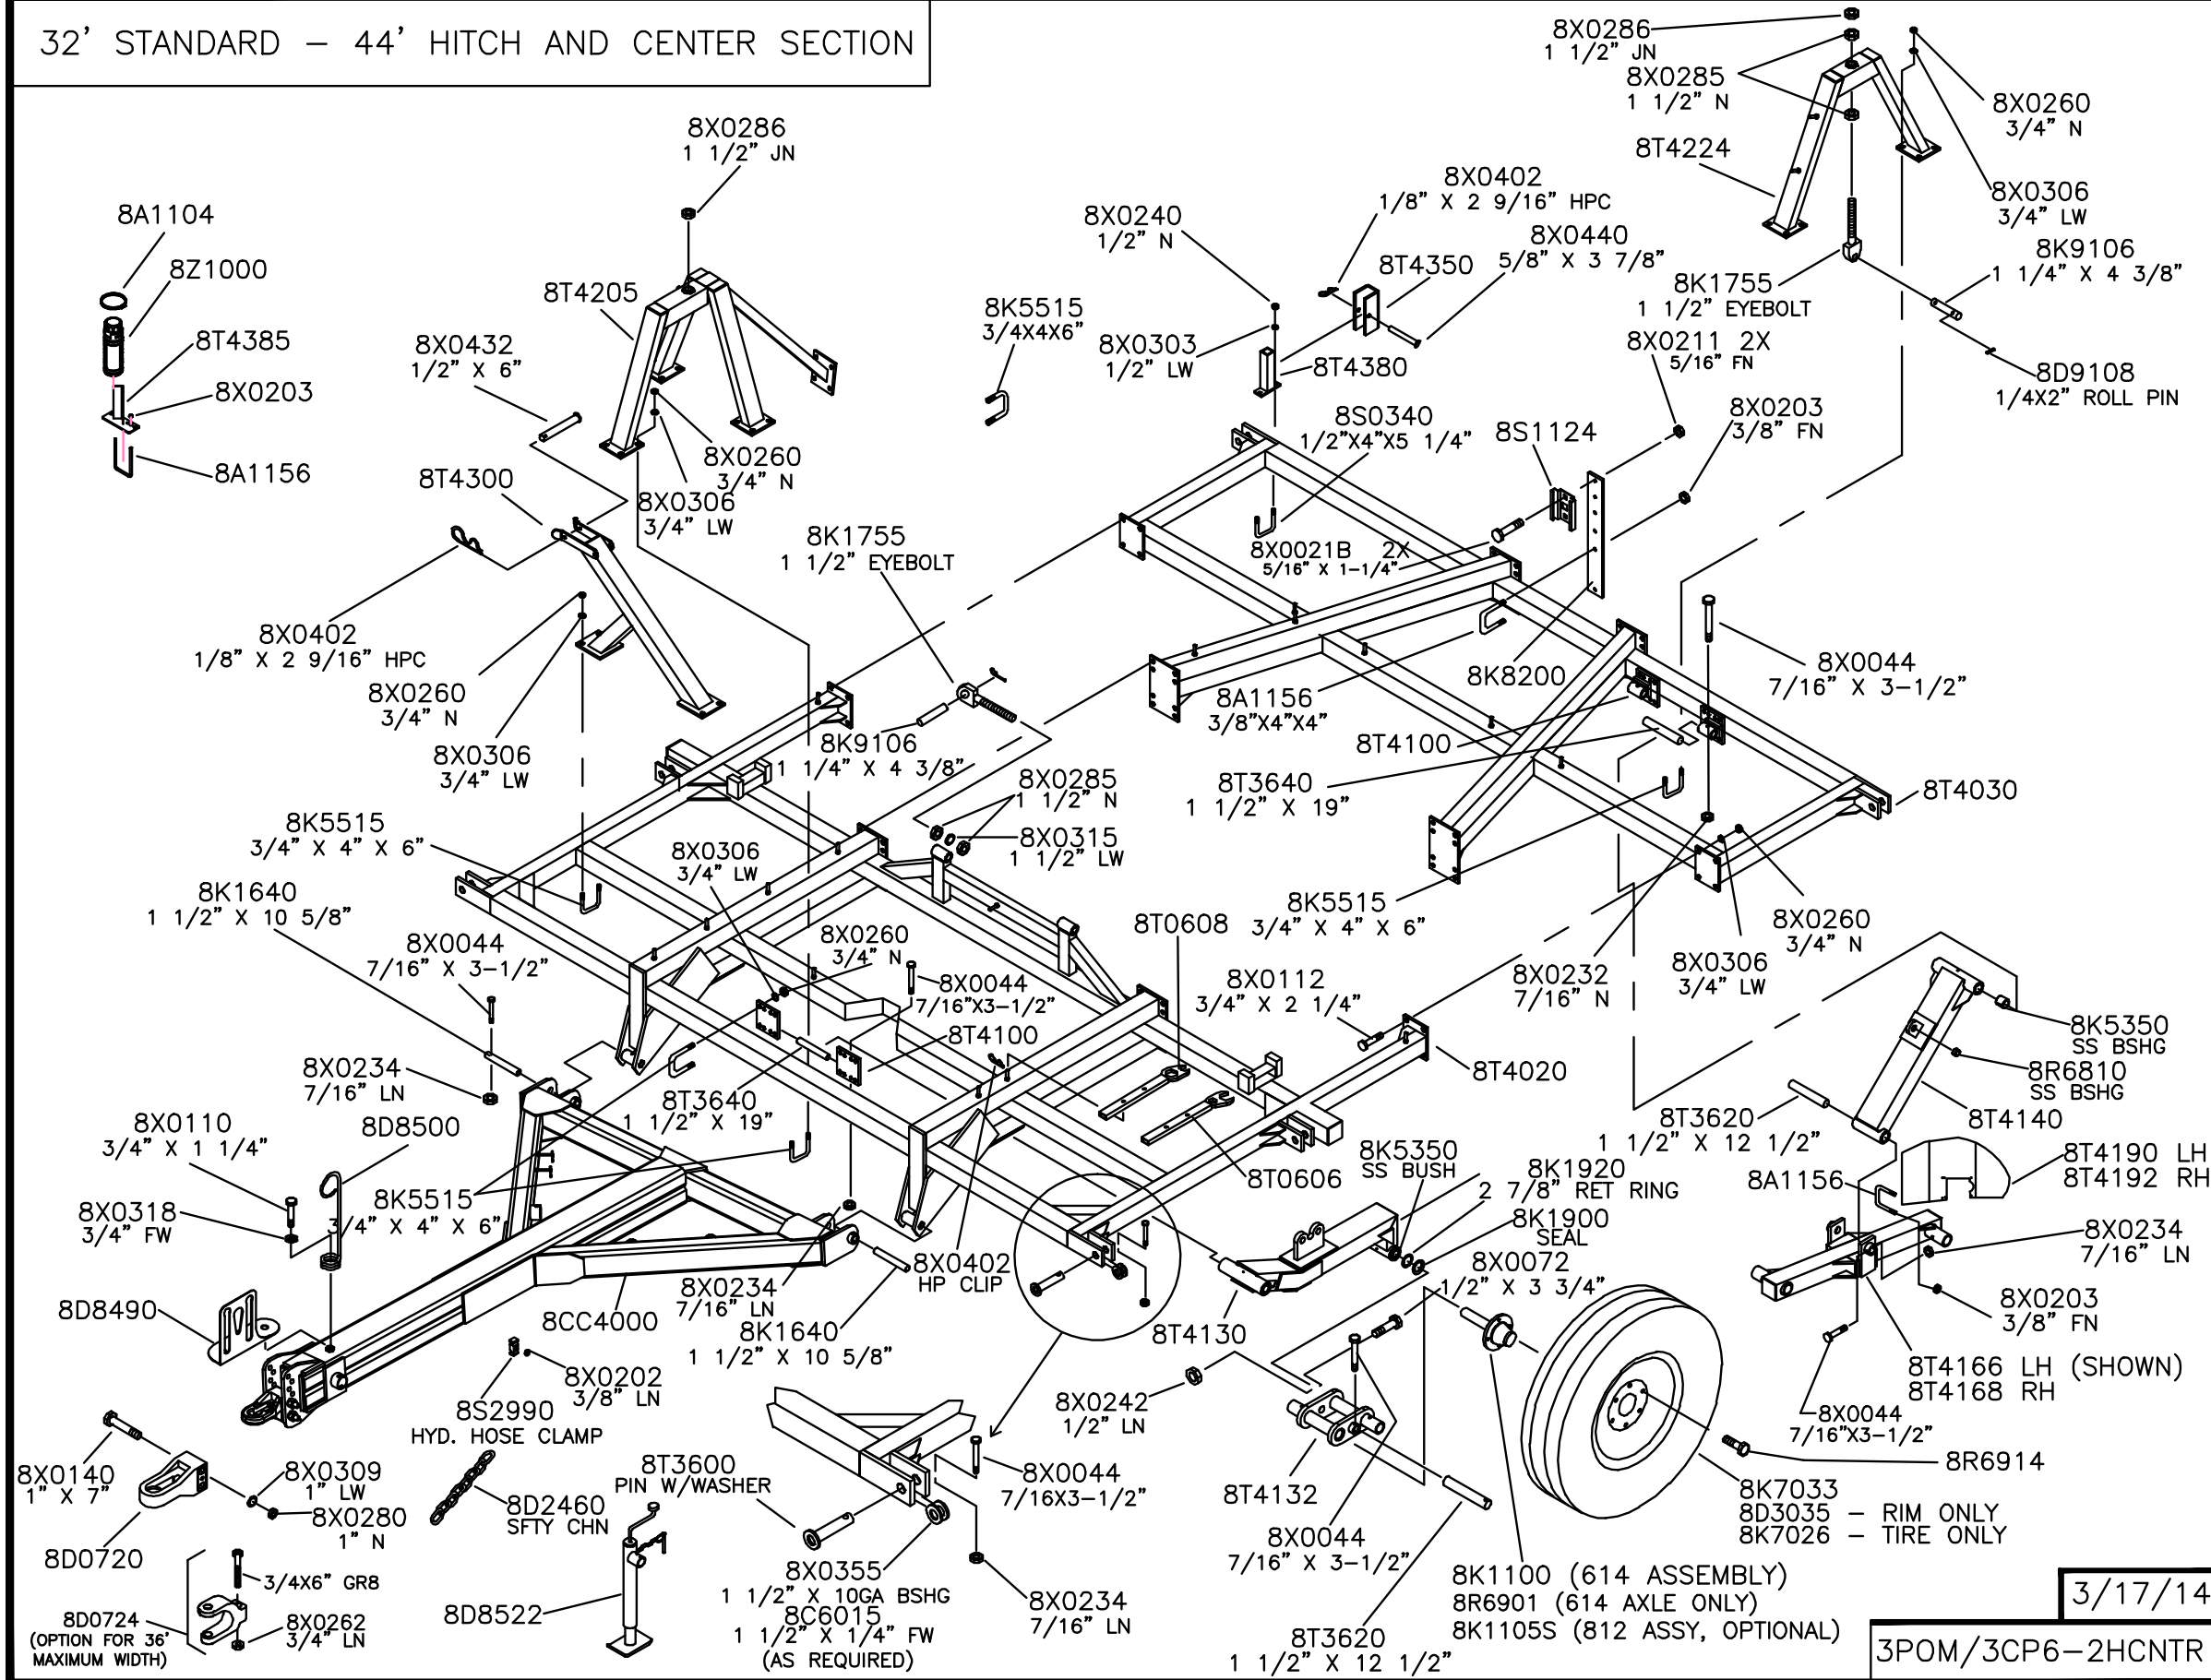 32' STANDARD – 44' HITCH AND CENTER SECTION
8X0286
1 1/2" JN
8X0285
1 1/2" N
8X0260
3/4" N
8T4224
8X0306
3/4" LW
8K9106
1 1/4" X 4 3/8"
8K1755
1 1/2" EYEBOLT
8X0211 2X
5/16" FN
8D9108
1/4X2" ROLL PIN
8X0203
3/8" FN
8X0286
1 1/2" JN
8A1104
8Z1000
8T4385
8X0203
8A1156
8T4205
8X0432
1/2" X 6"
8X0260
3/4" N
8X0306
3/4" LW
8T4300
8X0402
1/8" X 2 9/16" HPC
8X0260
3/4" N
8X0306
3/4" LW
8K5515
3/4X4X6"
8X0240
1/2" N
8X0303
1/2" LW
8X0402
1/8" X 2 9/16" HPC
8X0440
5/8" X 3 7/8"
8T4350
8T4380
8S0340
1/2"X4"X5 1/4"
8S1124
8X0021B 2X
5/16" X 1-1/4"
8K8200
8A1156
3/8"X4"X4"
8K1755
1 1/2" EYEBOLT
8K9106
1 1/4" X 4 3/8"
8X0285
1 1/2" N
8X0315
1 1/2" LW
8T4100
8T3640
1 1/2" X 19"
8X0044
7/16" X 3-1/2"
8T4030
8K5515
3/4" X 4" X 6"
8X0260
3/4" N
8X0306
3/4" LW
8X0232
7/16" N
8K5515
3/4" X 4" X 6"
8K1640
1 1/2" X 10 5/8"
8X0044
7/16" X 3-1/2"
8X0234
7/16" LN
8X0306
3/4" LW
8X0260
3/4" N
8X0044
7/16"X3-1/2"
8T4100
8T3640
1 1/2" X 19"
8T0608
8X0112
3/4" X 2 1/4"
8T4020
8T0606
8K5350
SS BSHG
8R6810
SS BSHG
8T4140
8T3620
1 1/2" X 12 1/2"
8T4190 LH
8T4192 RH
8A1156
8X0234
7/16" LN
8X0203
3/8" FN
8T4166 LH (SHOWN)
8T4168 RH
8X0044
7/16"X3-1/2"
8X0110
3/4" X 1 1/4"
8D8500
8X0318
3/4" FW
8K5515
3/4" X 4" X 6"
8D8490
8CC4000
8X0234
7/16" LN
8K1640
1 1/2" X 10 5/8"
8X0402
HP CLIP
8K5350
SS BUSH
8K1920
2 7/8" RET RING
8K1900
SEAL
8X0072
1/2" X 3 3/4"
8T4130
8X0242
1/2" LN
8T4132
8X0044
7/16" X 3-1/2"
8T3620
1 1/2" X 12 1/2"
8R6914
8K7033
8D3035 – RIM ONLY
8K7026 – TIRE ONLY
8K1100 (614 ASSEMBLY)
8R6901 (614 AXLE ONLY)
8K1105S (812 ASSY, OPTIONAL)
8X0202
3/8" LN
8S2990
HYD. HOSE CLAMP
8X0140
1" X 7"
8X0309
1" LW
8X0280
1" N
8D0720
8D2460
SFTY CHN
8D0724
(OPTION FOR 36'
MAXIMUM WIDTH)
3/4X6" GR8
8X0262
3/4" LN
8D8522
8T3600
PIN W/WASHER
8X0044
7/16X3-1/2"
8X0355
1 1/2" X 10GA BSHG
8C6015
1 1/2" X 1/4" FW
(AS REQUIRED)
8X0234
7/16" LN
3/17/14
3POM/3CP6-2HCNTR